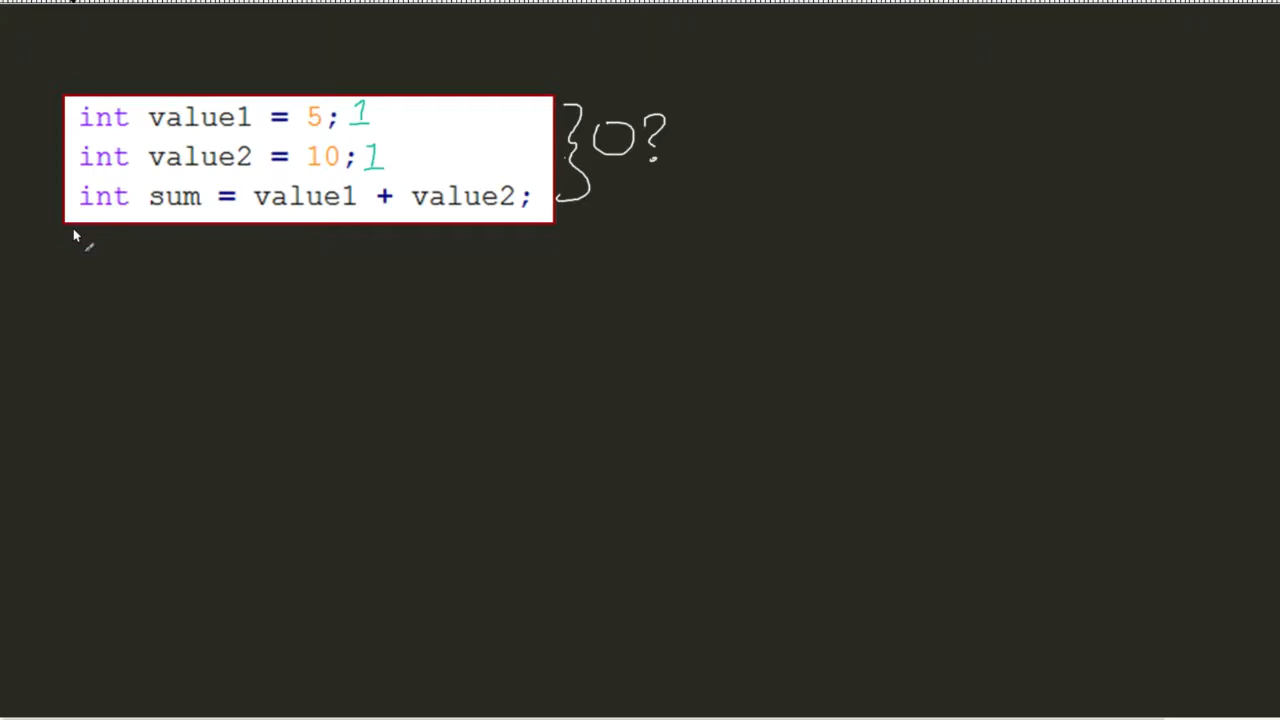 int value1 = 5; 1
int value2 = 10; 1
int sum = value1 + value2;
} O?